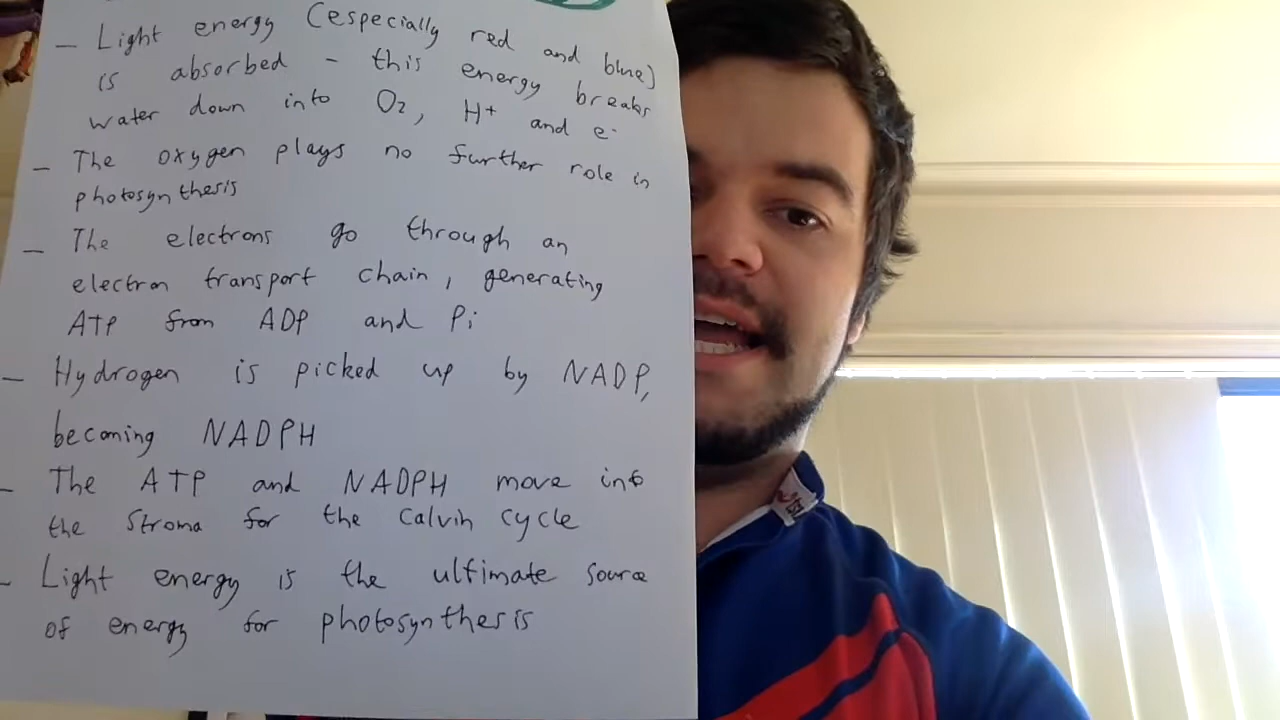 - Light energy (especially red and blue)
is absorbed - this energy breaks
water down into O2, H+ and e-
- The oxygen plays no further role in
photosynthesis
- The electrons go through an
electron transport chain, generating
ATP from ADP and Pi
- Hydrogen is picked up by NADP,
becoming NADPH
- The ATP and NADPH move into
the Stroma for the Calvin cycle
- Light energy is the ultimate source
of energy for photosynthesis